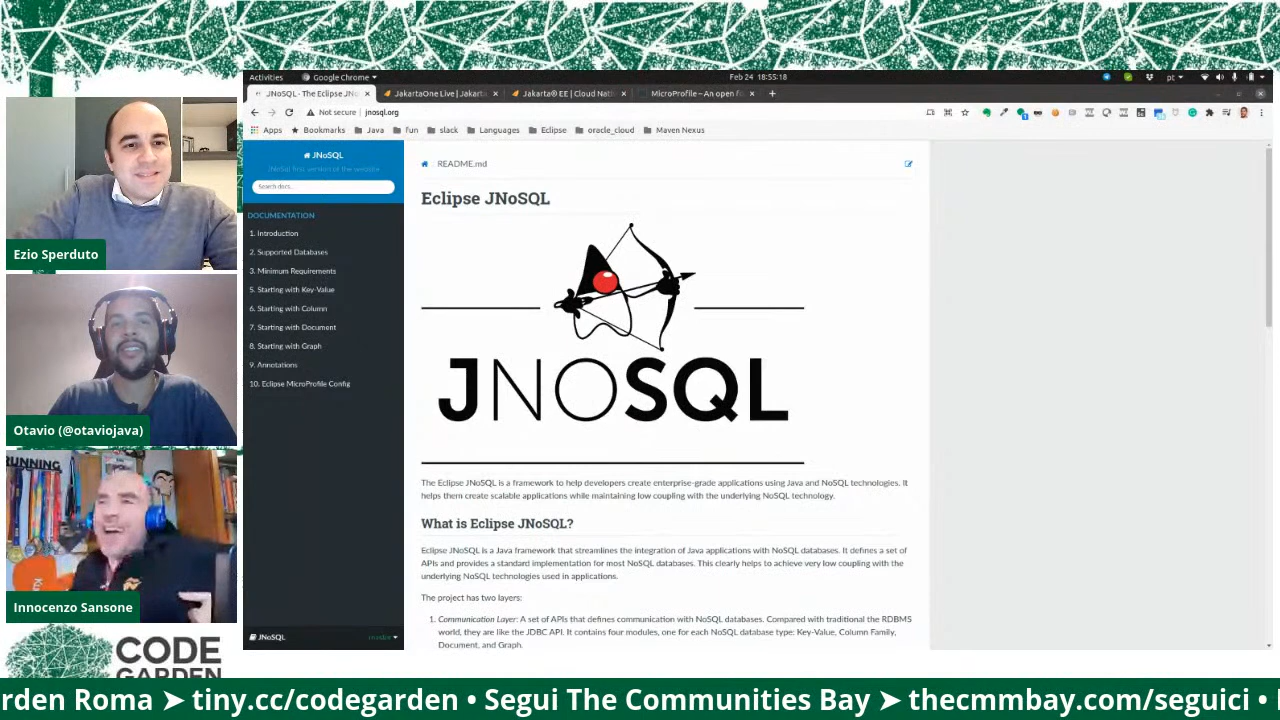 Activities
Google Chrome
Feb 24 18:55:18
pt
JNoSQL - The Eclipse JNo
JakartaOne Live | Jakarta
Jakarta® EE | Cloud Nati
MicroProfile – An open f
Not secure | jnosql.org
Apps
Bookmarks
Java
fun
slack
Languages
Eclipse
oracle_cloud
Maven Nexus
JNoSQL
JNoSql first version of the website
Search docs
DOCUMENTATION
1. Introduction
2. Supported Databases
3. Minimum Requirements
5. Starting with Key-Value
6. Starting with Column
7. Starting with Document
8. Starting with Graph
9. Annotations
10. Eclipse MicroProfile Config
JNoSQL
README.md
Eclipse JNoSQL
JNOSQL
The Eclipse JNoSQL is a framework to help developers create enterprise-grade applications using Java and NoSQL technologies. It
helps them create scalable applications while maintaining low coupling with the underlying NoSQL technology.
What is Eclipse JNoSQL?
Eclipse JNoSQL is a Java framework that streamlines the integration of Java applications with NoSQL databases. It defines a set of
APIs and provides a standard implementation for most NoSQL databases. This clearly helps to achieve very low coupling with the
underlying NoSQL technologies used in applications.
The project has two layers:
1. Communication Layer: A set of APIs that defines communication with NoSQL databases. Compared with traditional the RDBMS
world, they are like the JDBC API. It contains four modules, one for each NoSQL database type: Key-Value, Column Family,
Document, and Graph.
Ezio Sperduto
Otavio (@otaviojava)
RUNNING
Innocenzo Sansone
CODE
GARDEN
rden Roma ➤ tiny.cc/codegarden • Segui The Communities Bay ➤ thecmmbay.com/seguici •